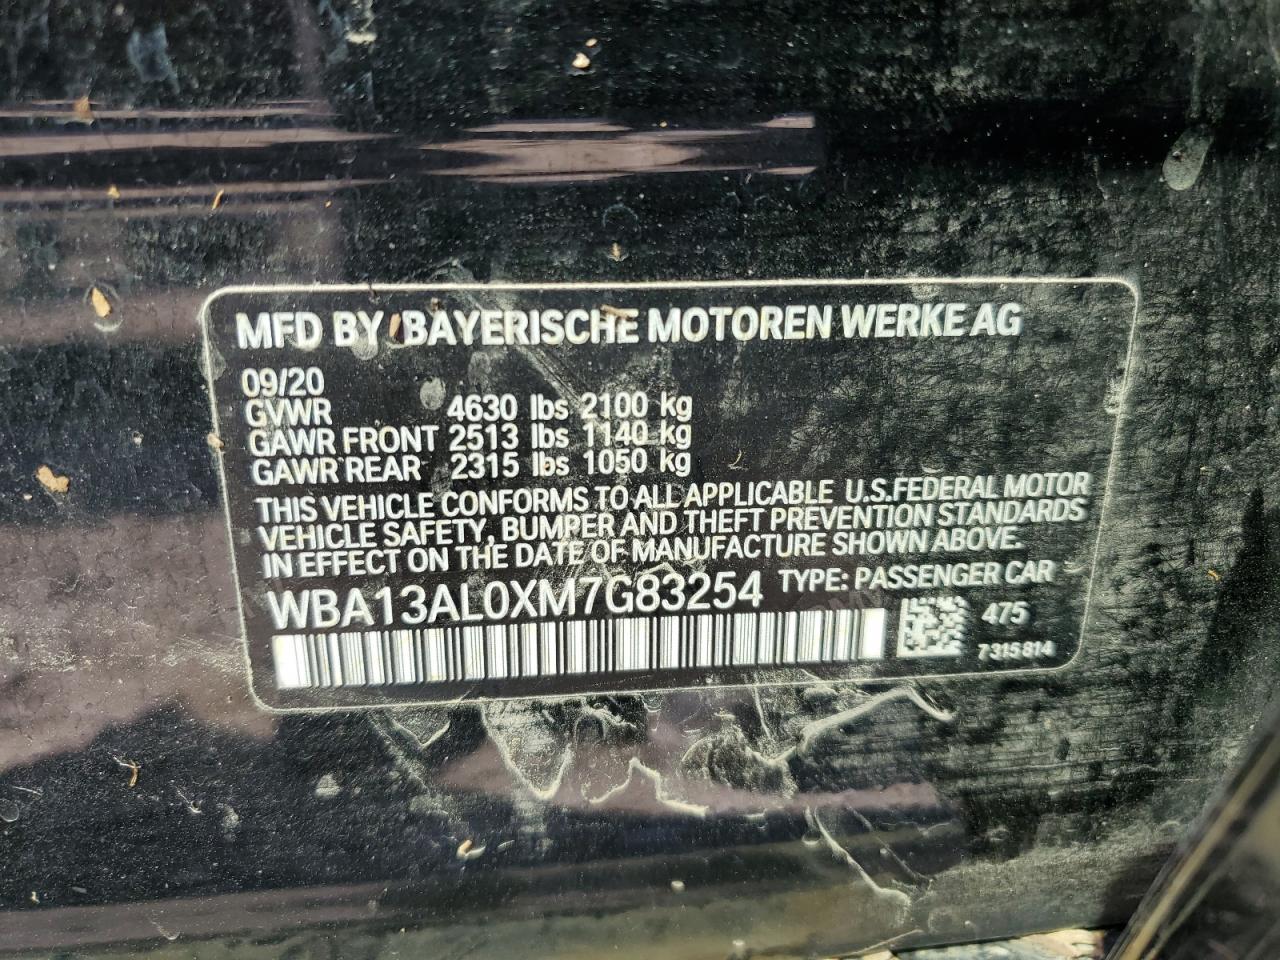 MFD BY BAYERISCHE MOTOREN WERKE AG
09/20
GVWR 4630 lbs 2100 kg
GAWR FRONT 2513 lbs 1140 kg
GAWR REAR 2315 lbs 1050 kg
THIS VEHICLE CONFORMS TO ALL APPLICABLE U.S.FEDERAL MOTOR
VEHICLE SAFETY, BUMPER AND THEFT PREVENTION STANDARDS
IN EFFECT ON THE DATE OF MANUFACTURE SHOWN ABOVE.
WBA13AL0XM7G83254 TYPE: PASSENGER CAR
475
7315814